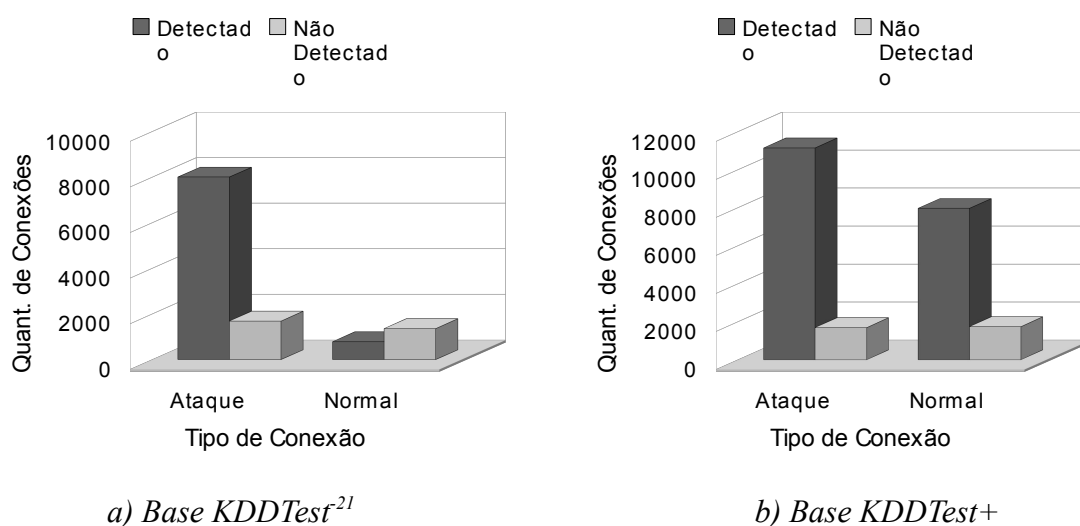 Detectad
o
Não
Detectad
o
10000
8000
6000
4000
2000
0
Quant. de Conexões
Ataque
Normal
Tipo de Conexão
a) Base KDDTest-21
Detectad
o
Não
Detectad
o
12000
10000
8000
6000
4000
2000
0
Quant. de Conexões
Ataque
Normal
Tipo de Conexão
b) Base KDDTest+